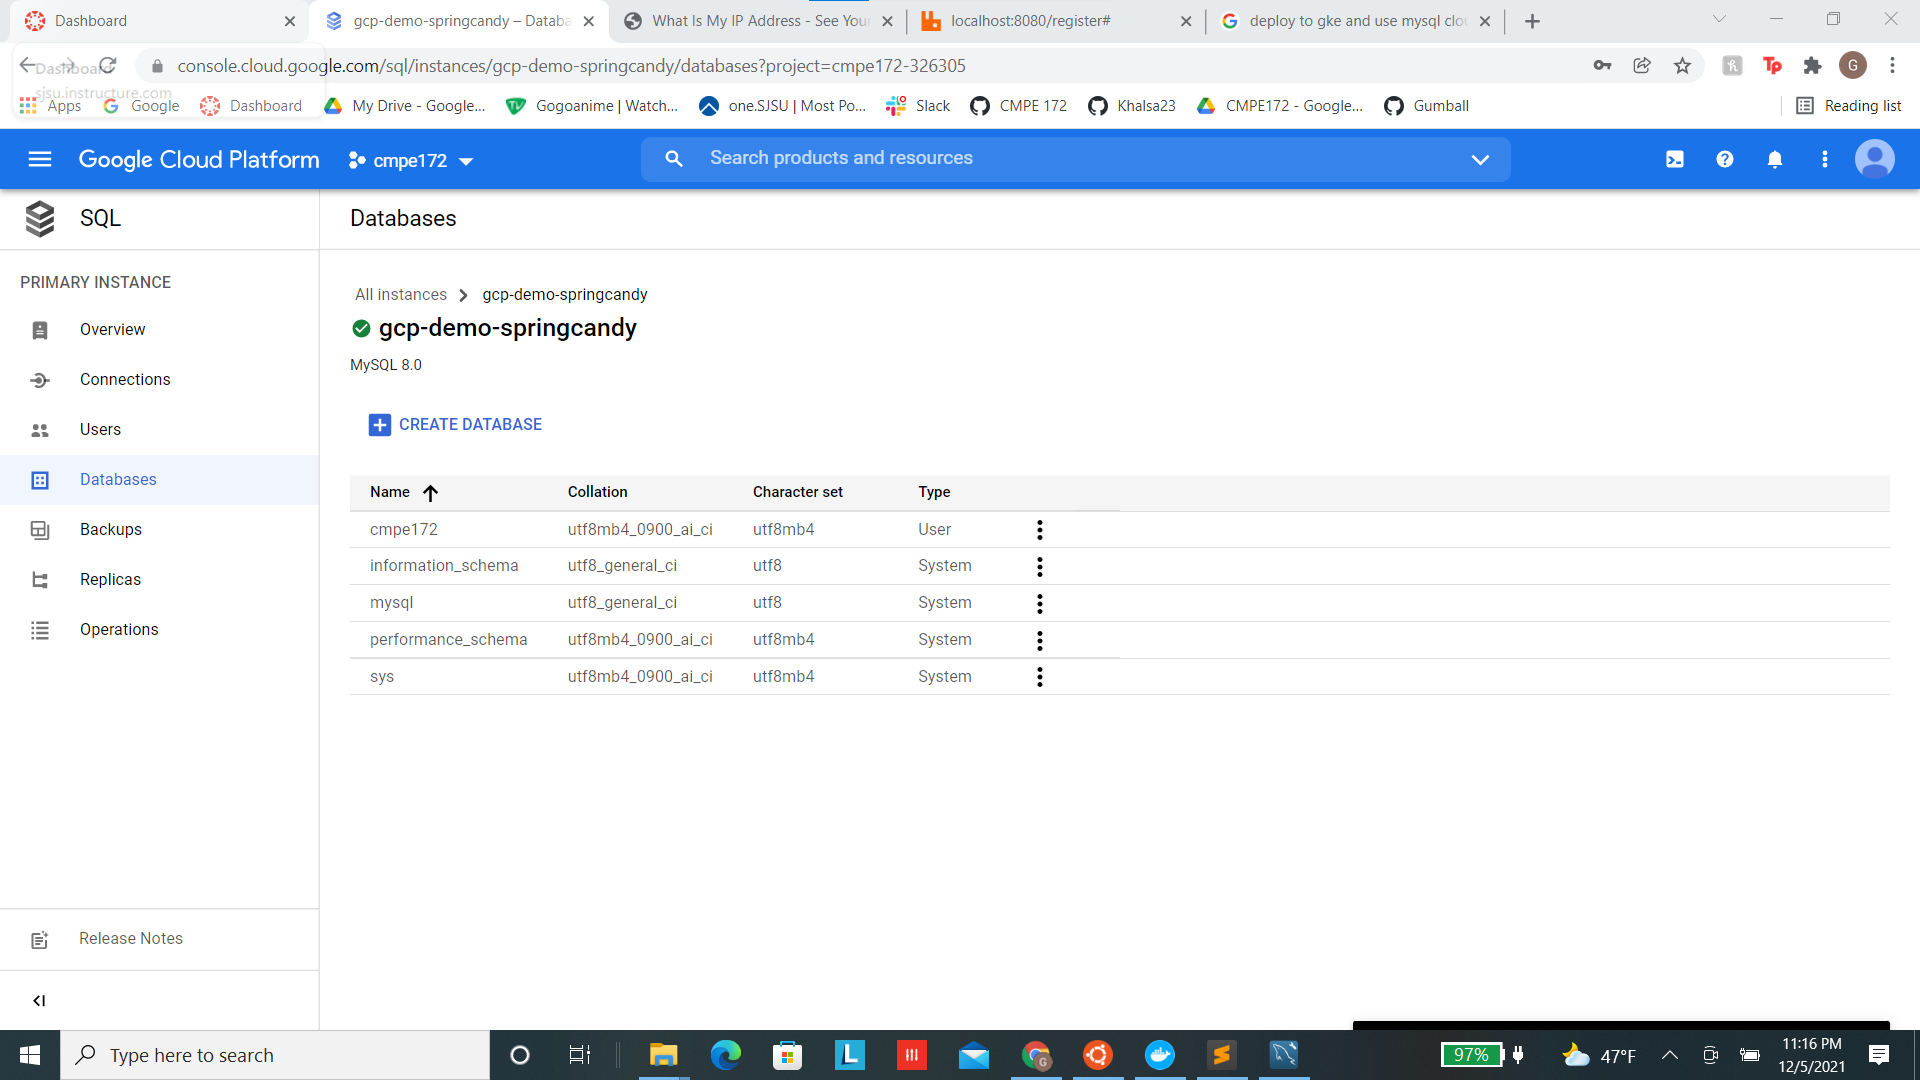 Dashboard
gcp-demo-springcandy – Databa
What Is My IP Address - See Your
localhost:8080/register#
deploy to gke and use mysql clou
console.cloud.google.com/sql/instances/gcp-demo-springcandy/databases?project=cmpe172-326305
Tp
G
Dashboard
sjsu.instructure.com
Apps
Google
Dashboard
My Drive - Google...
Gogoanime | Watch...
one.SJSU | Most Po...
Slack
CMPE 172
Khalsa23
CMPE172 - Google...
Gumball
Reading list
Google Cloud Platform
cmpe172
Search products and resources
SQL
Databases
PRIMARY INSTANCE
Overview
Connections
Users
Databases
Backups
Replicas
Operations
Release Notes
All instances
gcp-demo-springcandy
gcp-demo-springcandy
MySQL 8.0
CREATE DATABASE
Name Collation Character set Type
cmpe172 utf8mb4_0900_ai_ci utf8mb4 User
information_schema utf8_general_ci utf8 System
mysql utf8_general_ci utf8 System
performance_schema utf8mb4_0900_ai_ci utf8mb4 System
sys utf8mb4_0900_ai_ci utf8mb4 System
Type here to search
L
97%
47°F
11:16 PM
12/5/2021